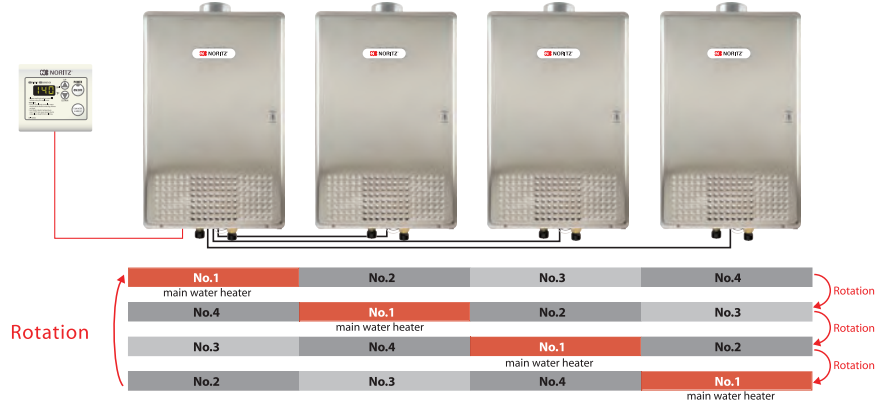 NORITZ NORITZ NORITZ NORITZ
NORITZ
140
No.1 No.2 No.3 No.4
main water heater
Rotation
No.4 No.1 No.2 No.3
main water heater
Rotation
Rotation
No.3 No.4 No.1 No.2
main water heater
Rotation
No.2 No.3 No.4 No.1
main water heater